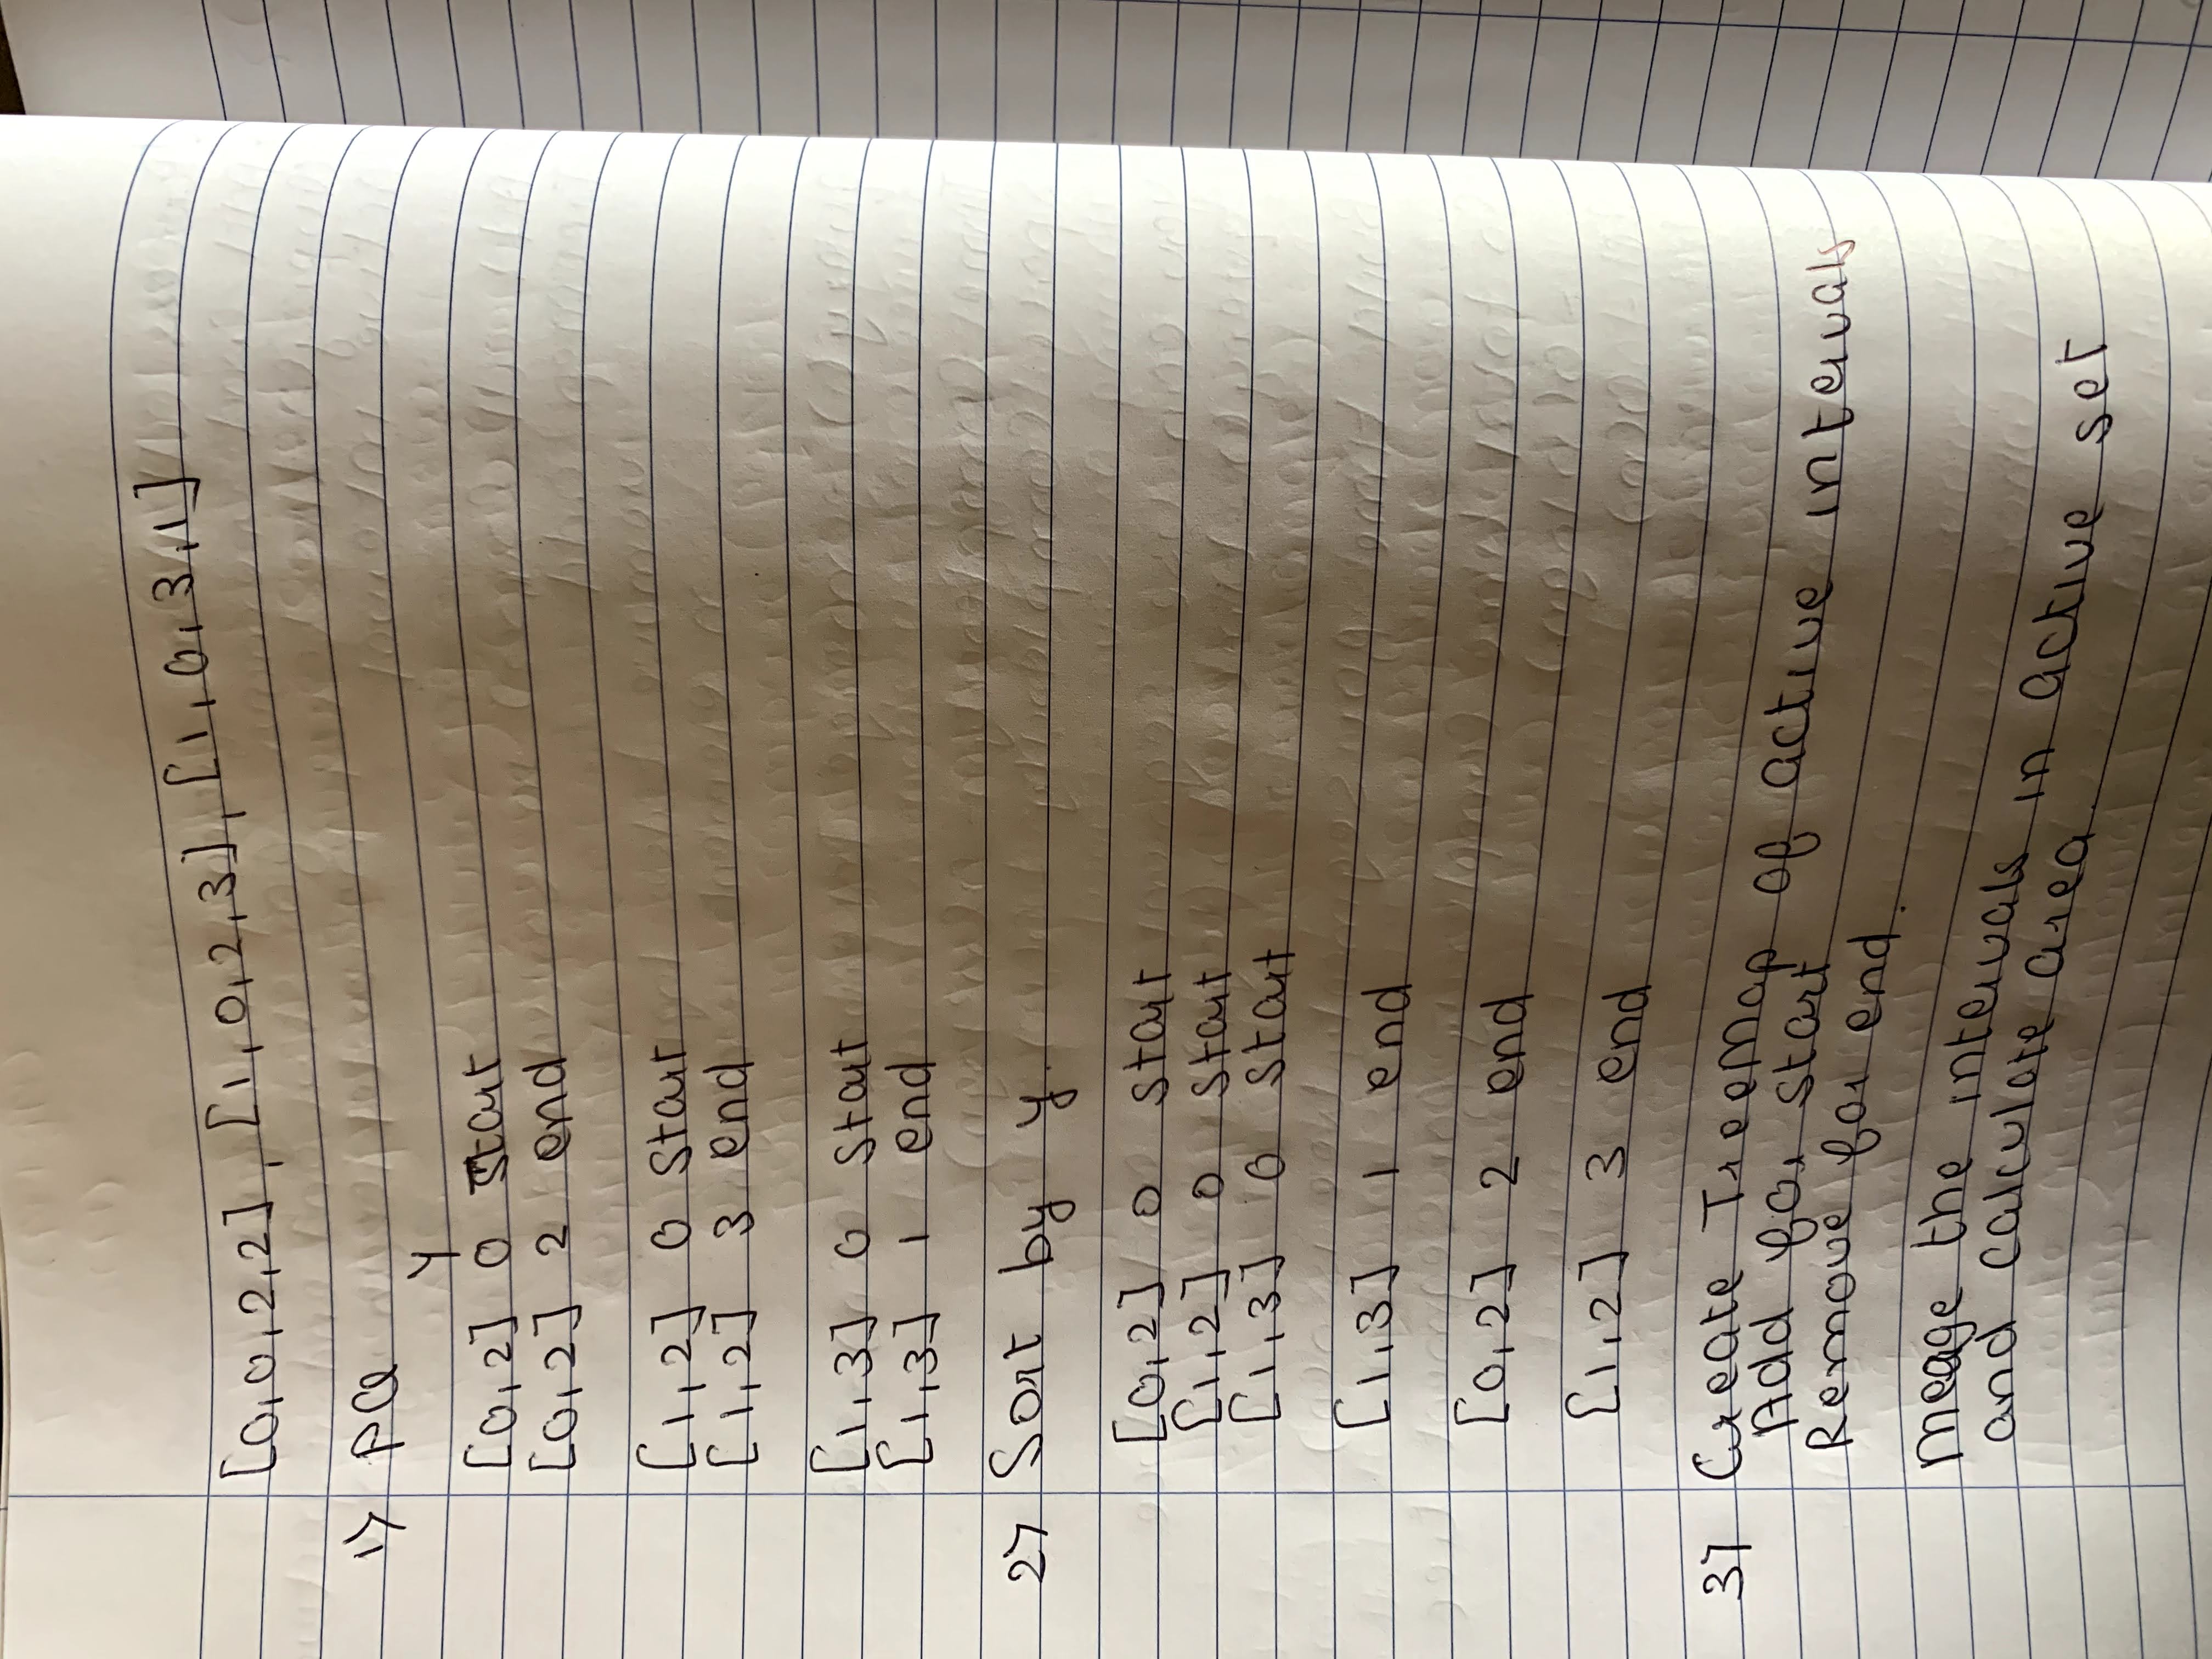 [0,0,2,2], [1,0,2,3], [1,0,3,1]
1) PQ
y
[0,2] 0 start
[0,2] 2 end
[1,2] 0 start
[1,2] 3 end
[1,3] 0 start
[1,3] 1 end
2) Sort by y.
[0,2] 0 start
[1,2] 0 start
[1,3] 0 start
[1,3] 1 end
[0,2] 2 end
[1,2] 3 end
3) Create TreeMap of active intervals
Add for start
Remove for end.
merge the intervals in active set
and calculate area.